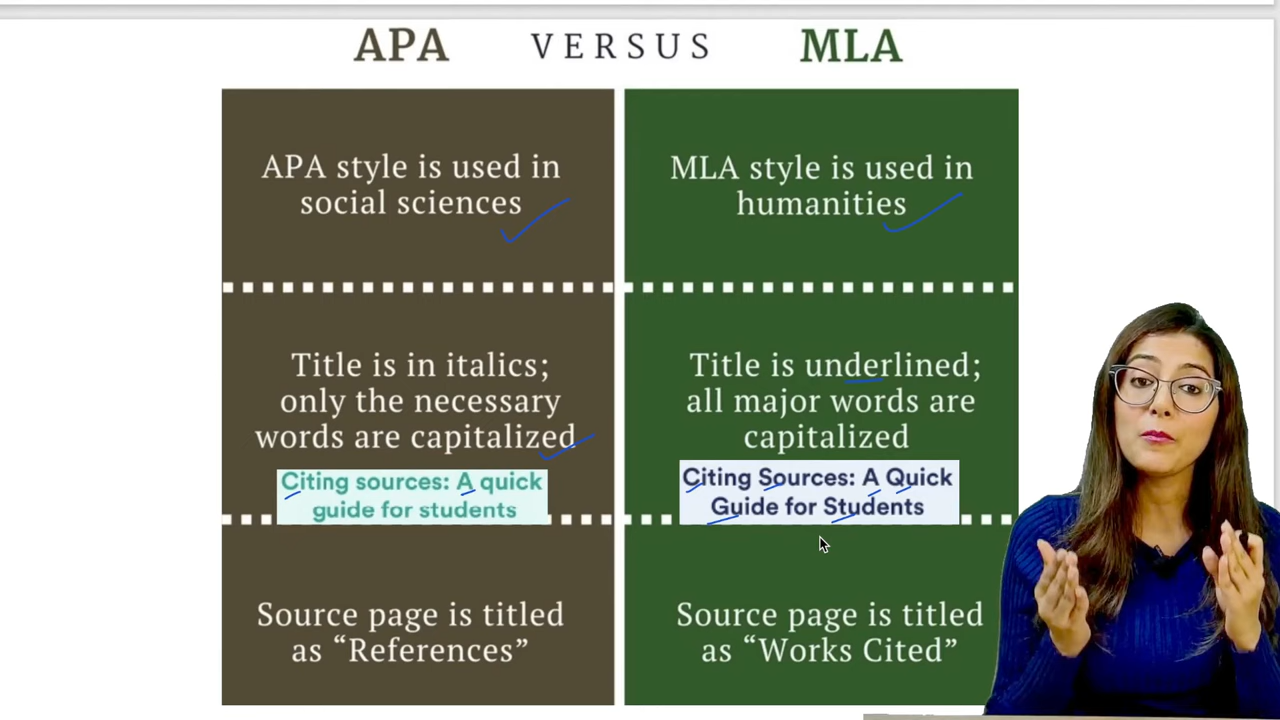 APA VERSUS MLA
APA style is used in
social sciences
MLA style is used in
humanities
Title is in italics;
only the necessary
words are capitalized
Citing sources: A quick
guide for students
Title is underlined;
all major words are
capitalized
Citing Sources: A Quick
Guide for Students
Source page is titled
as “References”
Source page is titled
as “Works Cited”